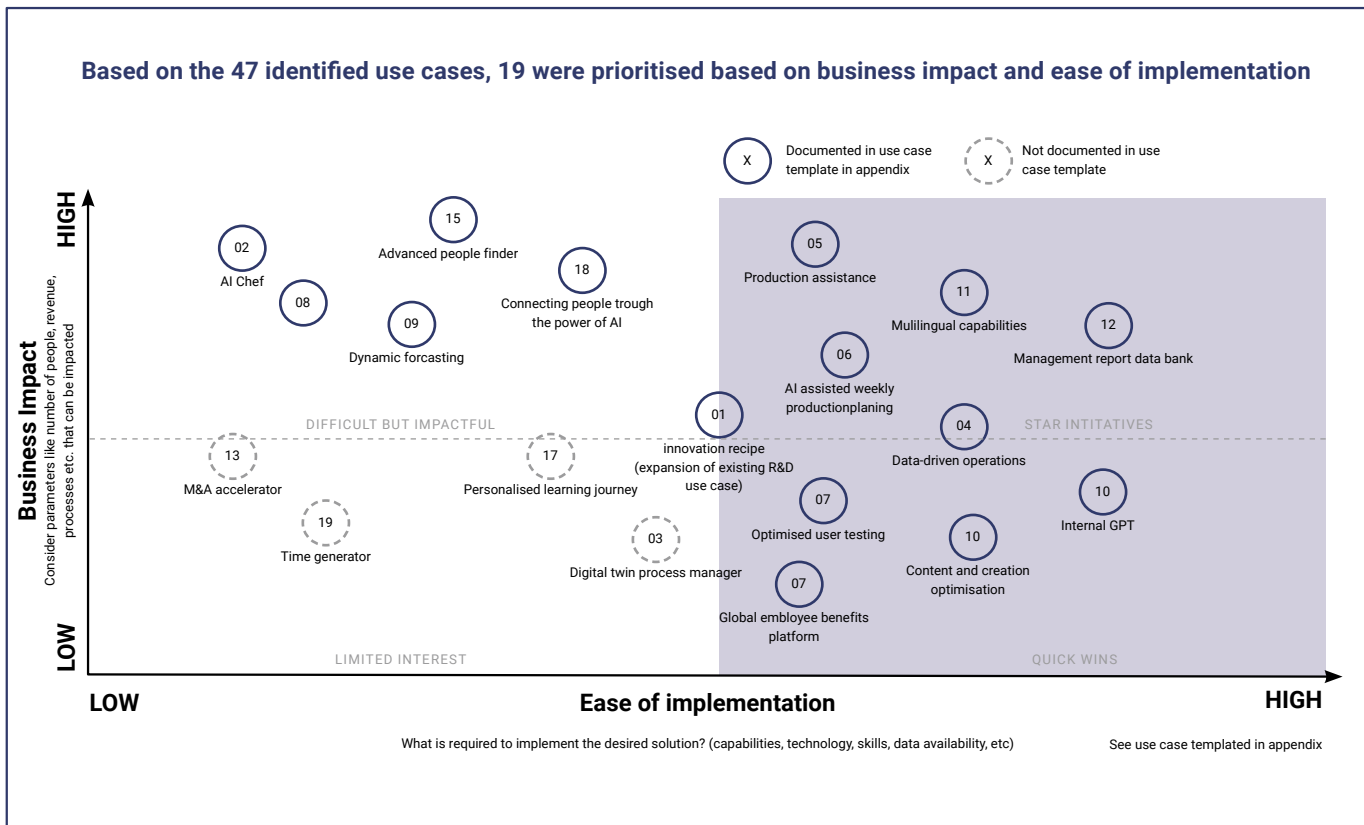 Based on the 47 identified use cases, 19 were prioritised based on business impact and ease of implementation
X
Documented in use case
template in appendix
X
Not documented in use
case template
HIGH
Business Impact
Consider parameters like number of people, revenue,
processes etc. that can be impacted
LOW
15
Advanced people finder
02
AI Chef
18
Connecting people trough
the power of AI
08
09
Dynamic forcasting
DIFFICULT BUT IMPACTFUL
05
Production assistance
11
Mulilingual capabilities
12
Management report data bank
06
AI assisted weekly
productionplaning
01
innovation recipe
(expansion of existing R&D
use case)
04
Data-driven operations
STAR INTITATIVES
13
M&A accelerator
17
Personalised learning journey
19
Time generator
03
Digital twin process manager
LIMITED INTEREST
07
Optimised user testing
10
Internal GPT
10
Content and creation
optimisation
07
Global embloyee benefits
platform
QUICK WINS
LOW
Ease of implementation
HIGH
What is required to implement the desired solution? (capabilities, technology, skills, data availability, etc)
See use case templated in appendix